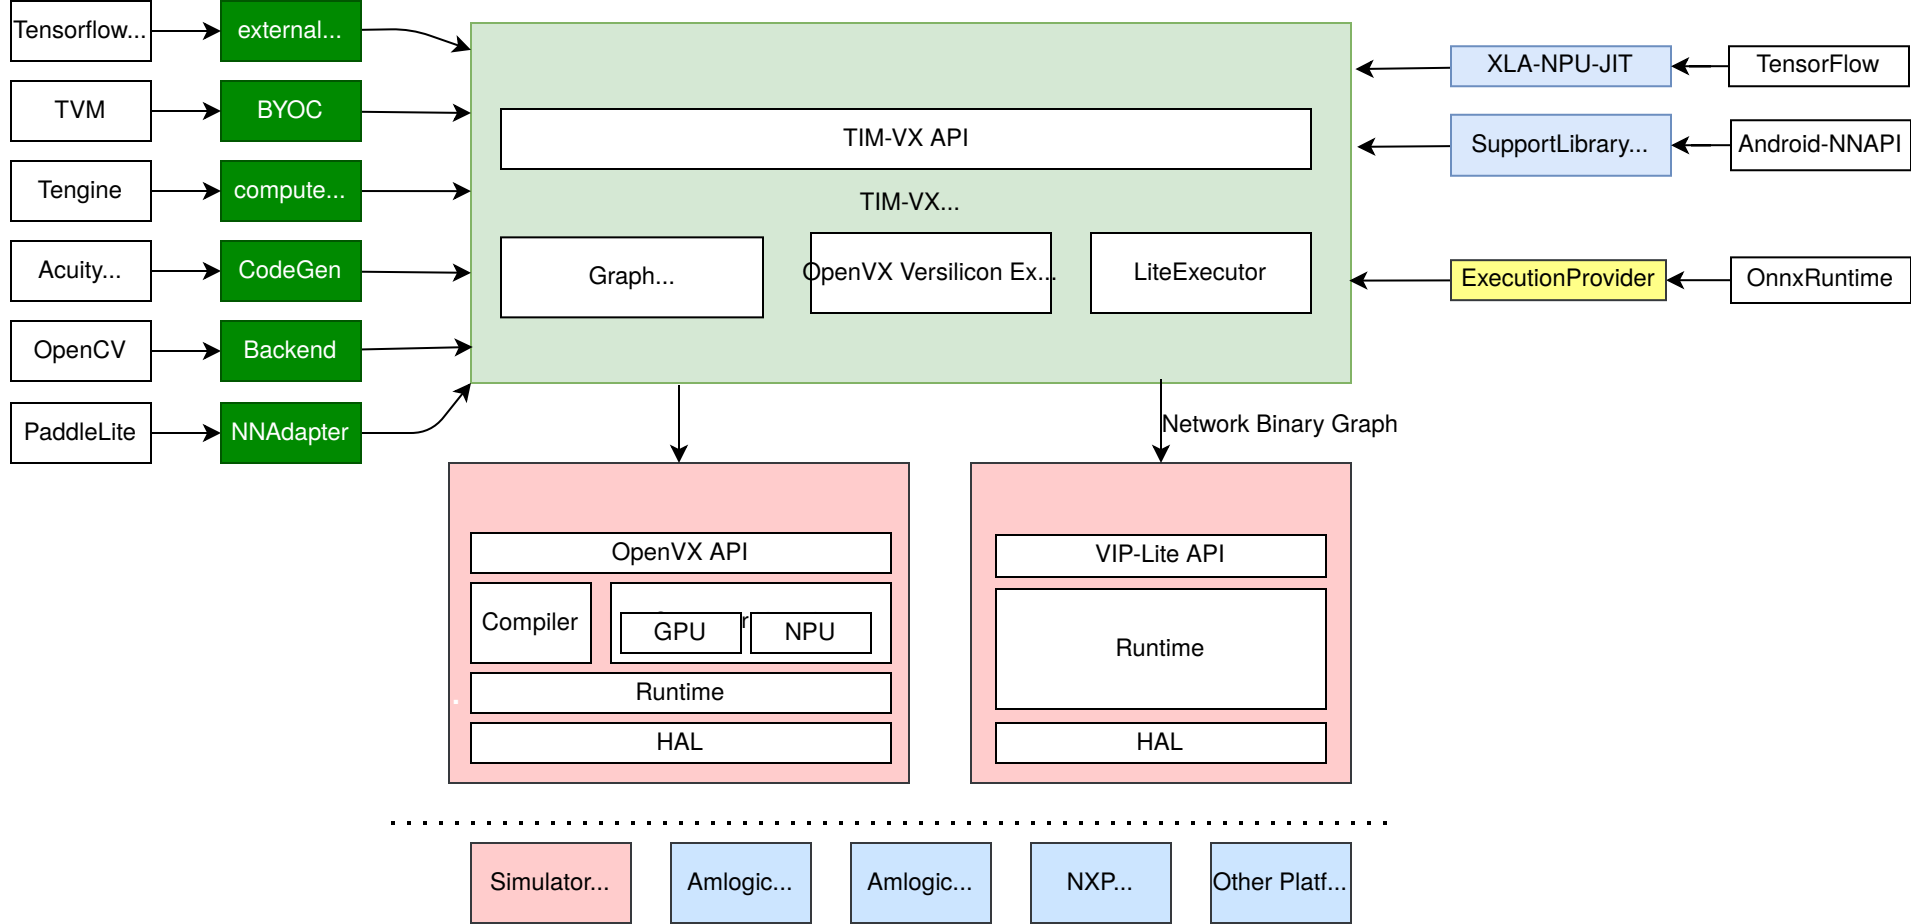 Tensorflow...
external...
TVM
BYOC
Tengine
compute...
Acuity...
CodeGen
OpenCV
Backend
PaddleLite
NNAdapter
TIM-VX API
TIM-VX...
Graph...
OpenVX Versilicon Ex...
LiteExecutor
XLA-NPU-JIT
TensorFlow
SupportLibrary...
Android-NNAPI
ExecutionProvider
OnnxRuntime
Network Binary Graph
OpenVX API
Compiler
GPU
NPU
Runtime
HAL
VIP-Lite API
Runtime
HAL
Simulator...
Amlogic...
Amlogic...
NXP...
Other Platf...